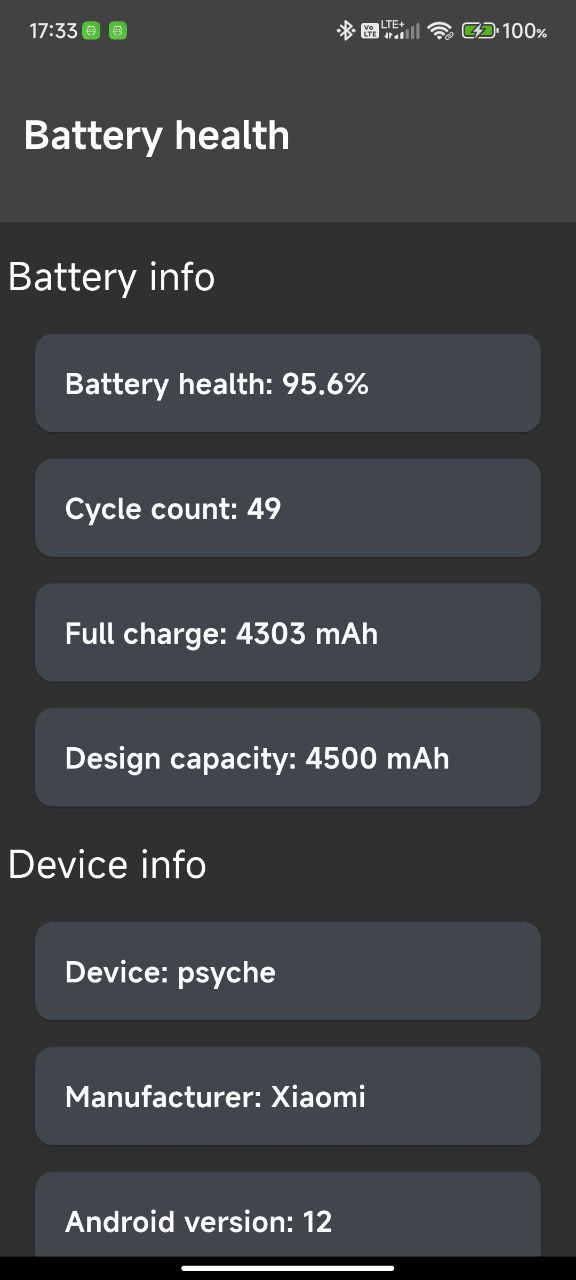 17:33 Vo LTE LTE+ 100%
Battery health
Battery info
Battery health: 95.6%
Cycle count: 49
Full charge: 4303 mAh
Design capacity: 4500 mAh
Device info
Device: psyche
Manufacturer: Xiaomi
Android version: 12